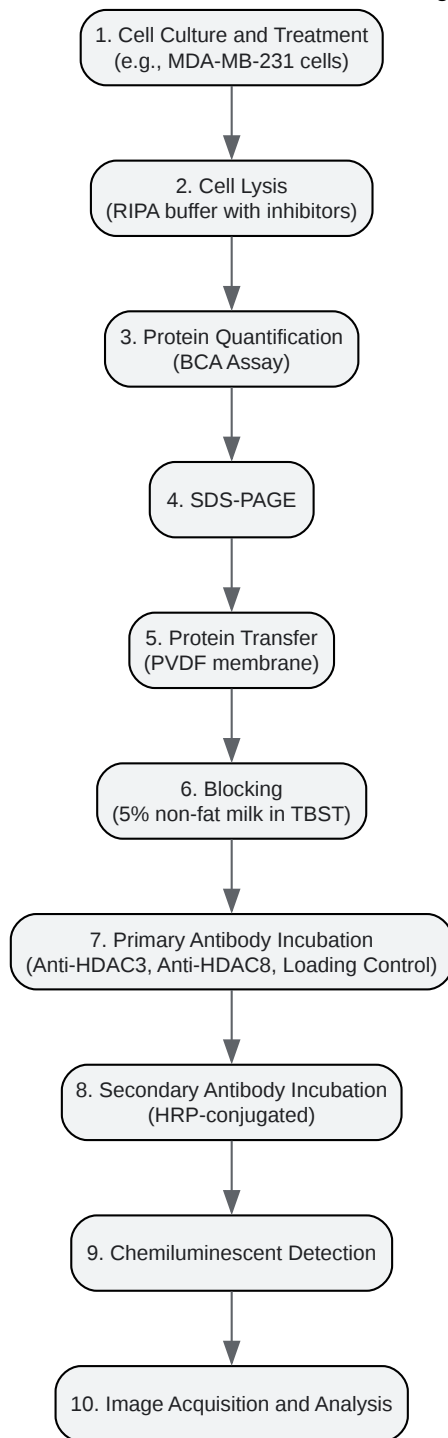 1. Cell Culture and Treatment
(e.g., MDA-MB-231 cells)
2. Cell Lysis
(RIPA buffer with inhibitors)
3. Protein Quantification
(BCA Assay)
4. SDS-PAGE
5. Protein Transfer
(PVDF membrane)
6. Blocking
(5% non-fat milk in TBST)
7. Primary Antibody Incubation
(Anti-HDAC3, Anti-HDAC8, Loading Control)
8. Secondary Antibody Incubation
(HRP-conjugated)
9. Chemiluminescent Detection
10. Image Acquisition and Analysis